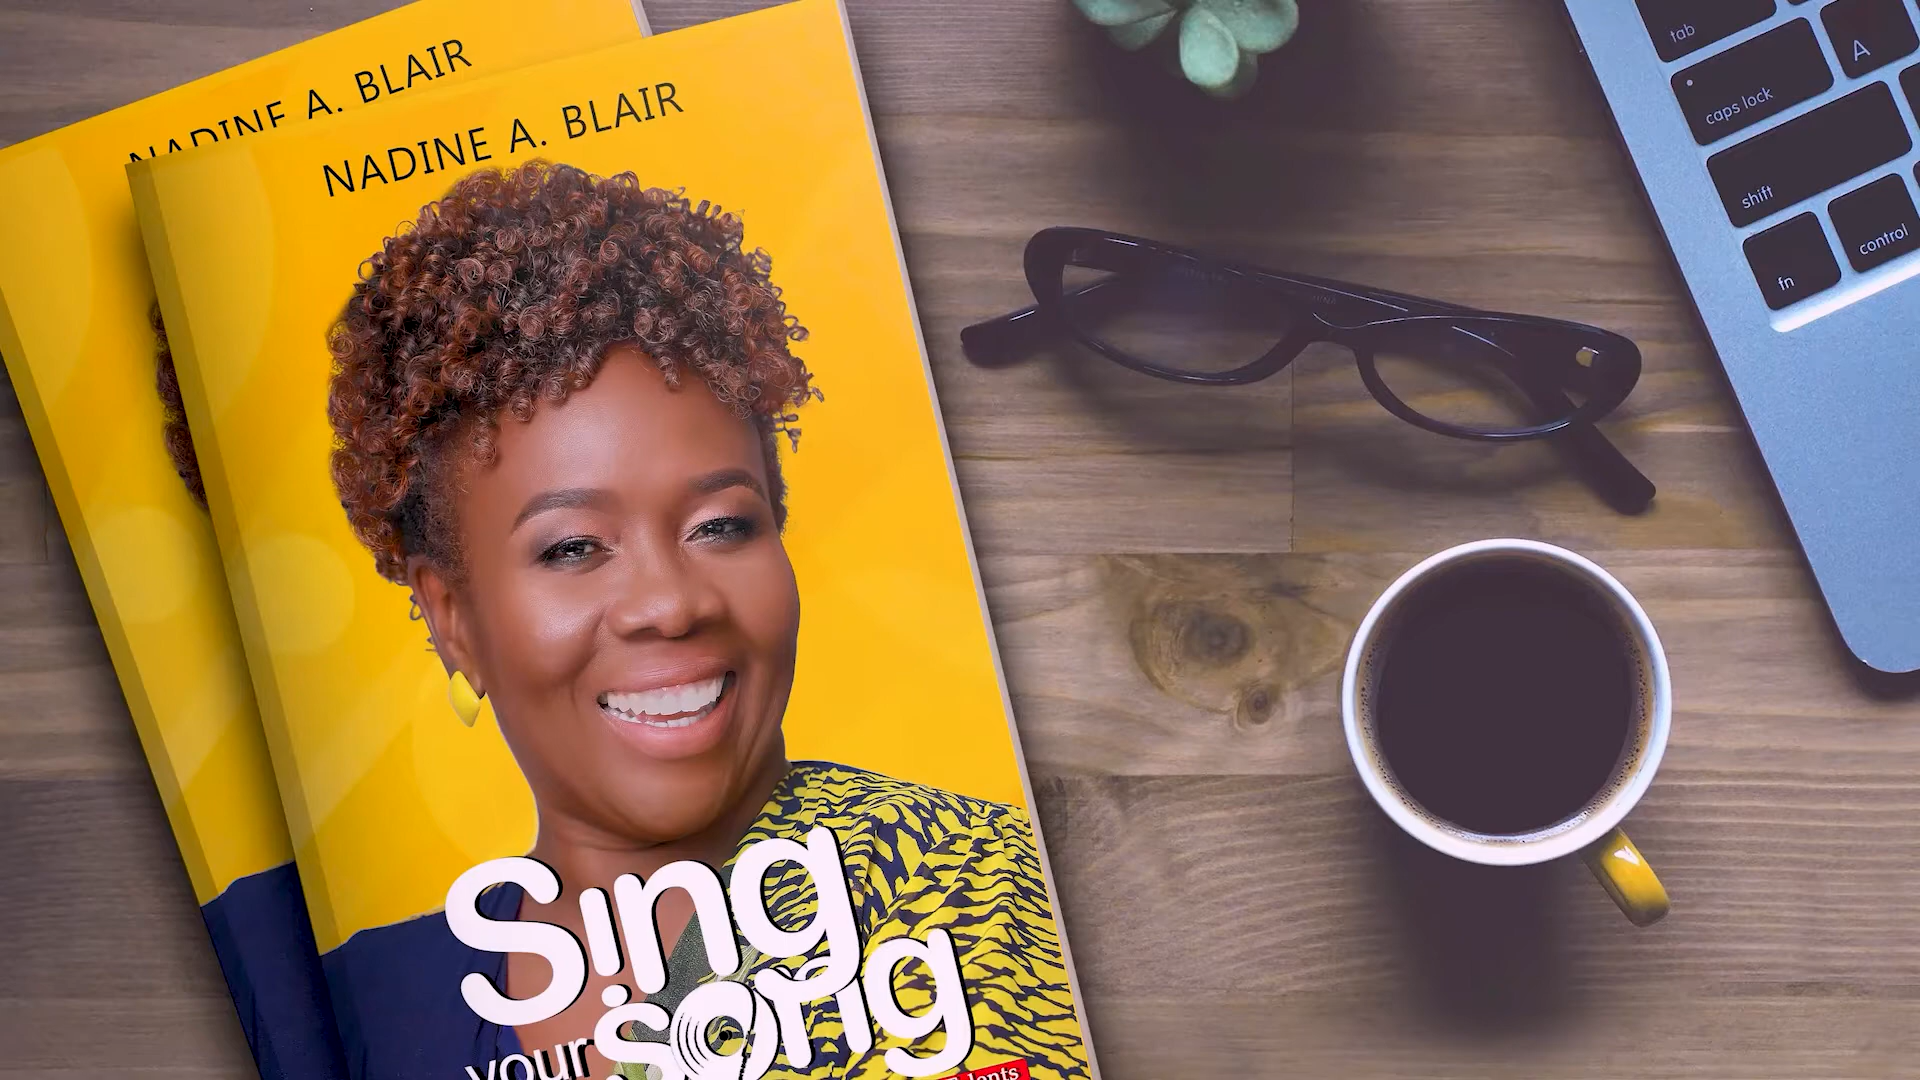 NADINE A. BLAIR
NADINE A. BLAIR
Sing
your song
tab
A
caps lock
shift
fn
control